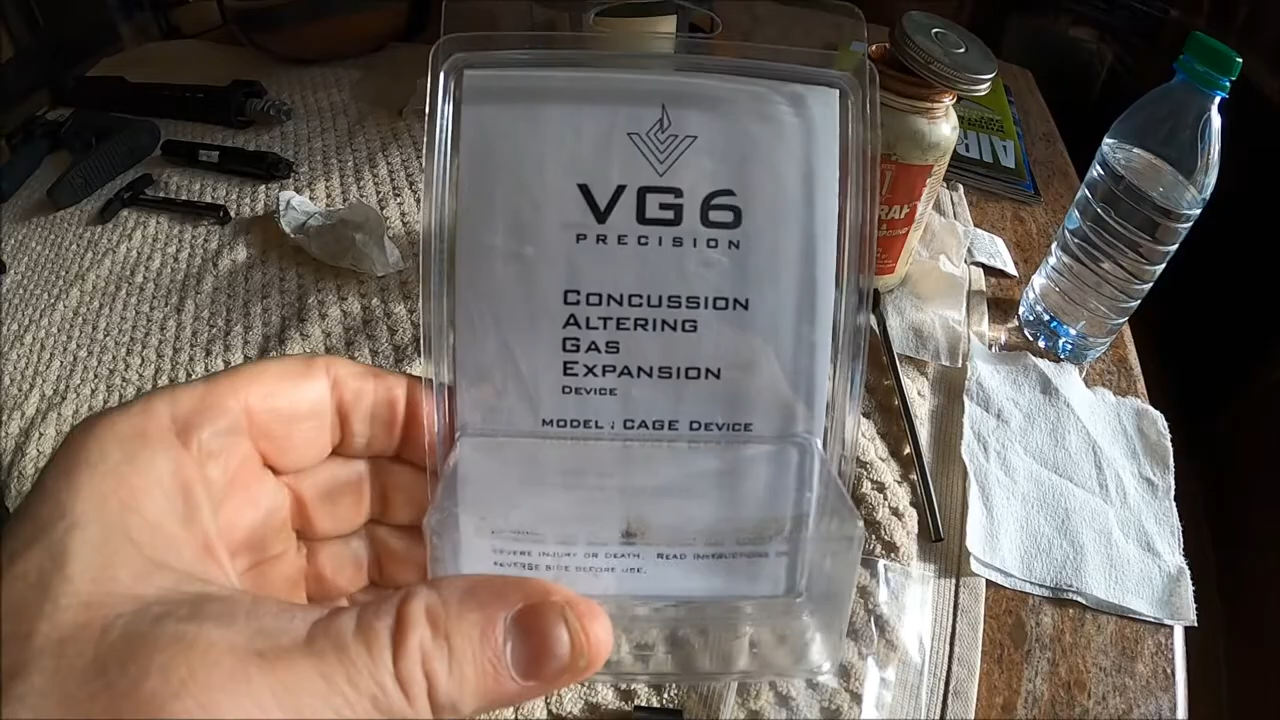 VG6
PRECISION
CONCUSSION
ALTERING
GAS
EXPANSION
DEVICE
MODEL : CAGE DEVICE
SEVERE INJURY OR DEATH. READ INSTRUCTIONS ON
REVERSE SIDE BEFORE USE.
AIR